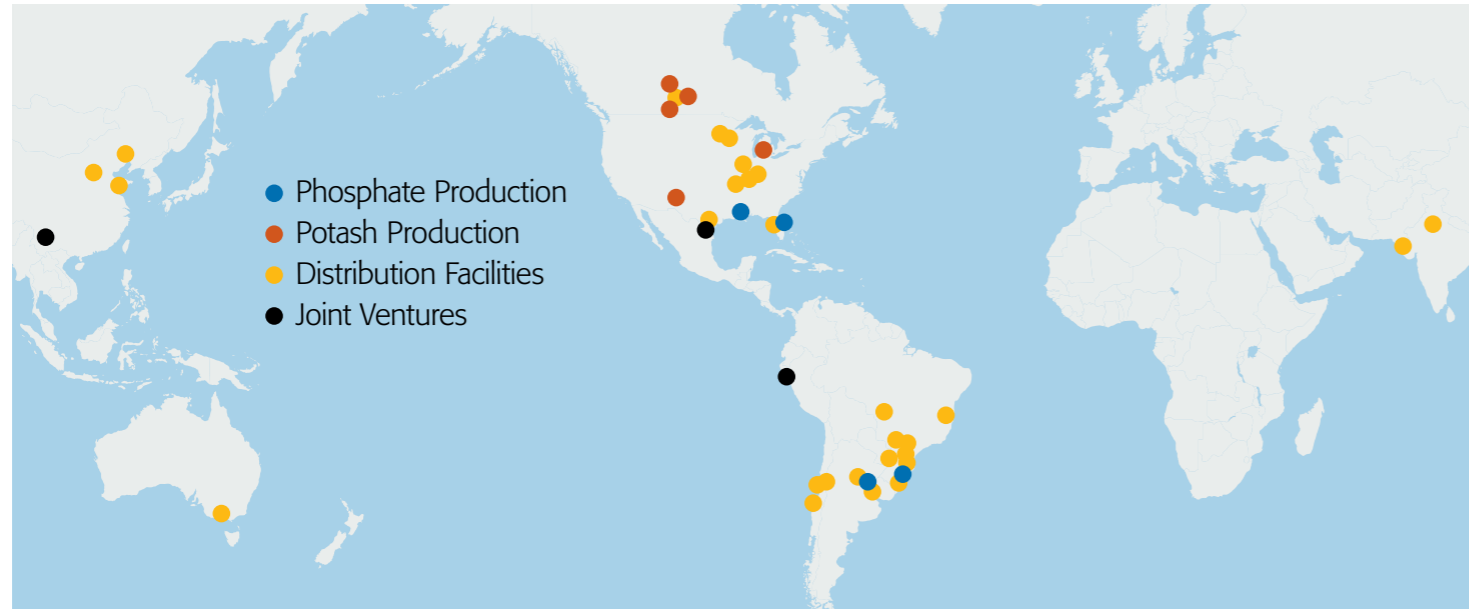 Phosphate Production
Potash Production
Distribution Facilities
Joint Ventures